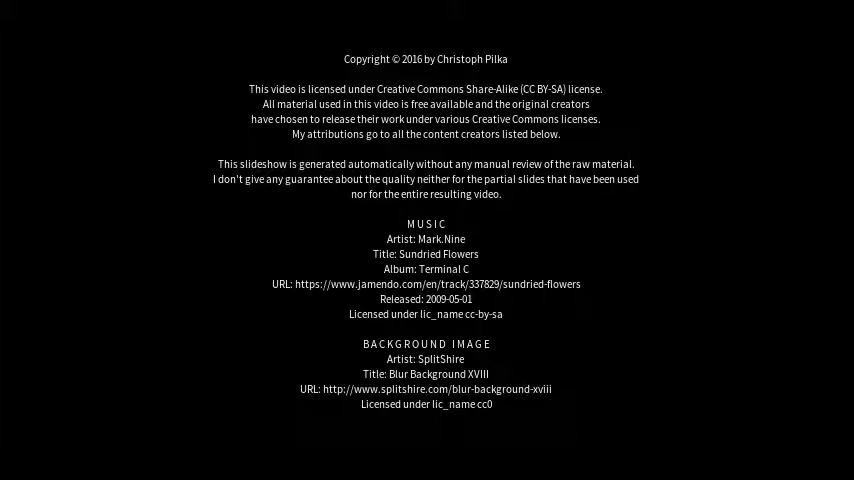 Copyright © 2016 by Christoph Pilka
This video is licensed under Creative Commons Share-Alike (CC BY-SA) license.
All material used in this video is free available and the original creators
have chosen to release their work under various Creative Commons licenses.
My attributions go to all the content creators listed below.
This slideshow is generated automatically without any manual review of the raw material.
I don't give any guarantee about the quality neither for the partial slides that have been used
nor for the entire resulting video.
MUSIC
Artist: Mark.Nine
Title: Sundried Flowers
Album: Terminal C
URL: https://www.jamendo.com/en/track/337829/sundried-flowers
Released: 2009-05-01
Licensed under lic_name cc-by-sa
BACKGROUND IMAGE
Artist: SplitShire
Title: Blur Background XVIII
URL: http://www.splitshire.com/blur-background-xviii
Licensed under lic_name cc0